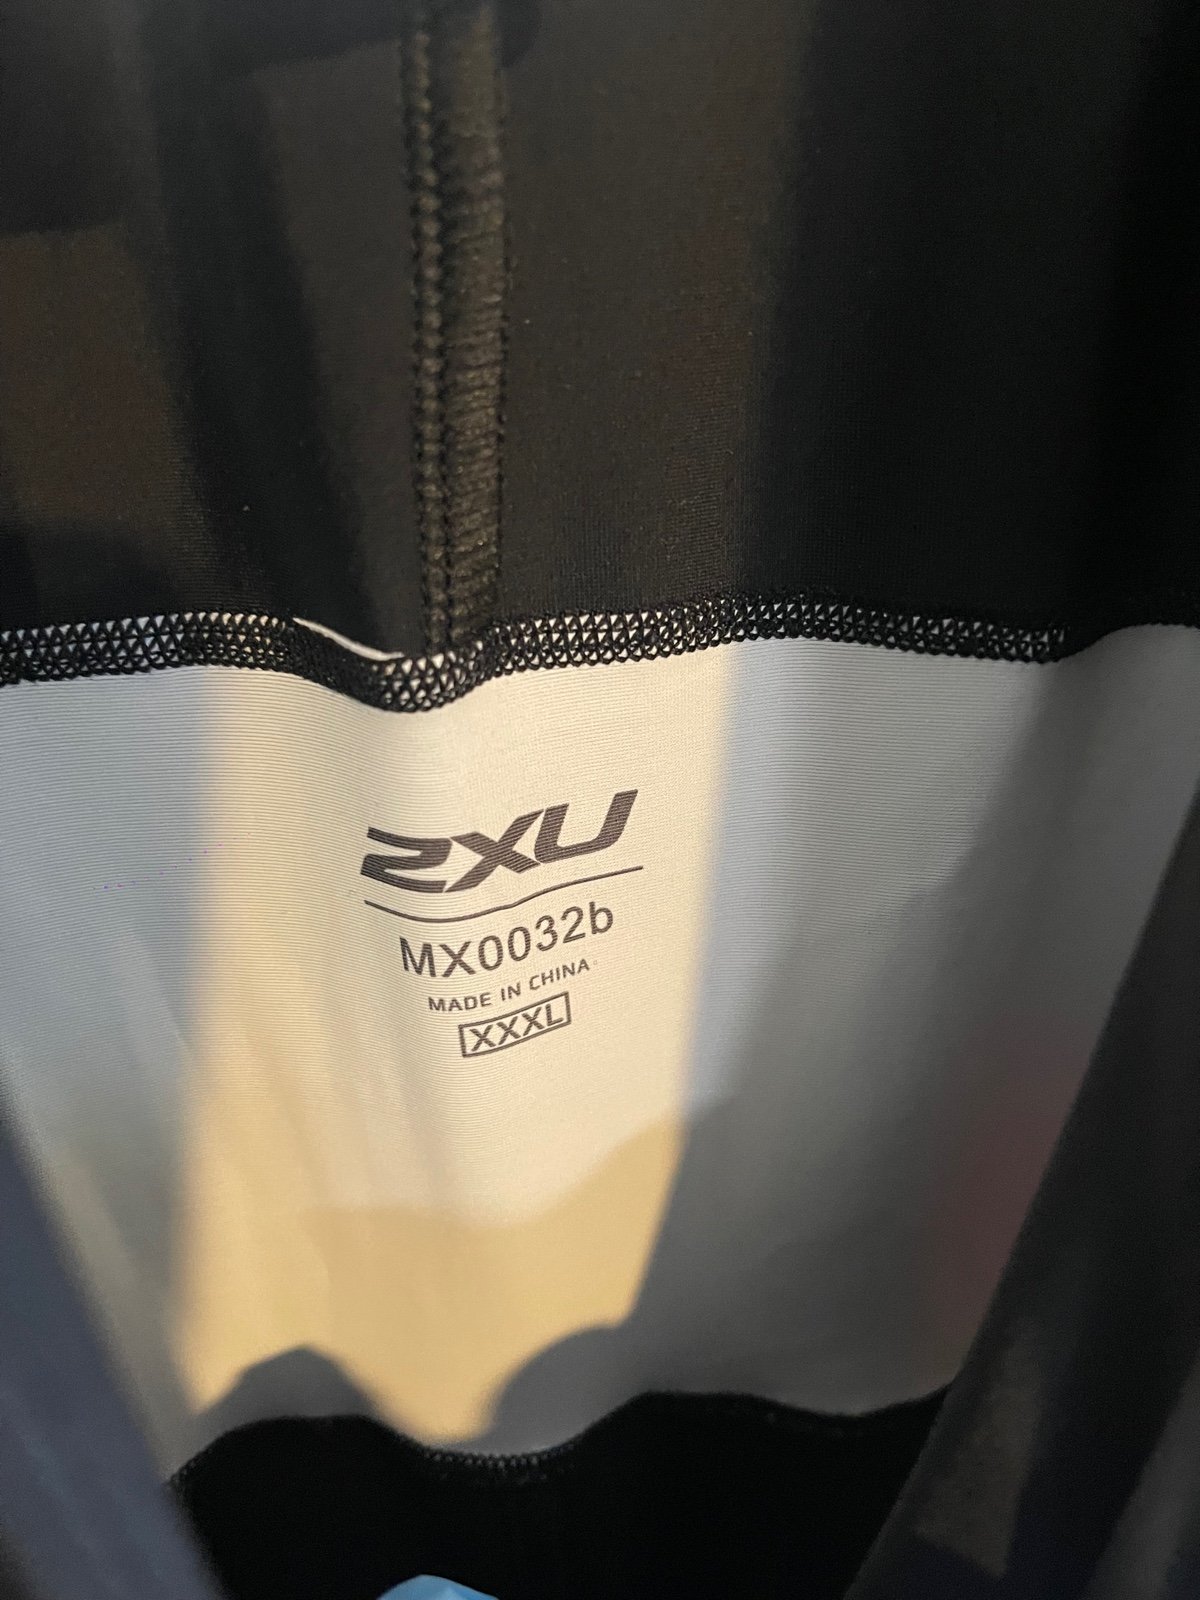 2XU
MX0032b
MADE IN CHINA
XXXL